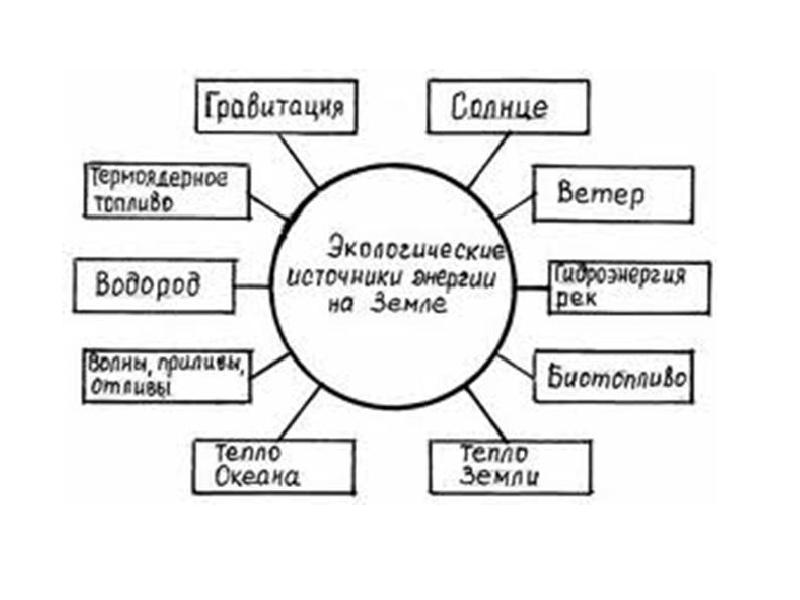 Гравитация
Солнце
Термоядерное
топливо
Ветер
Экологические
источники энергии
на Земле
Водород
Гидроэнергия
рек
Волны, приливы,
отливы
Биотопливо
Тепло
Океана
Тепло
Земли